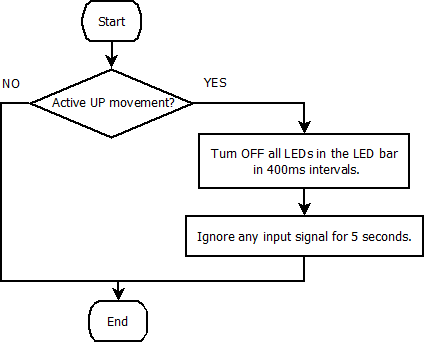 Start
NO
YES
Active UP movement?
Turn OFF all LEDs in the LED bar
in 400ms intervals.
Ignore any input signal for 5 seconds.
End